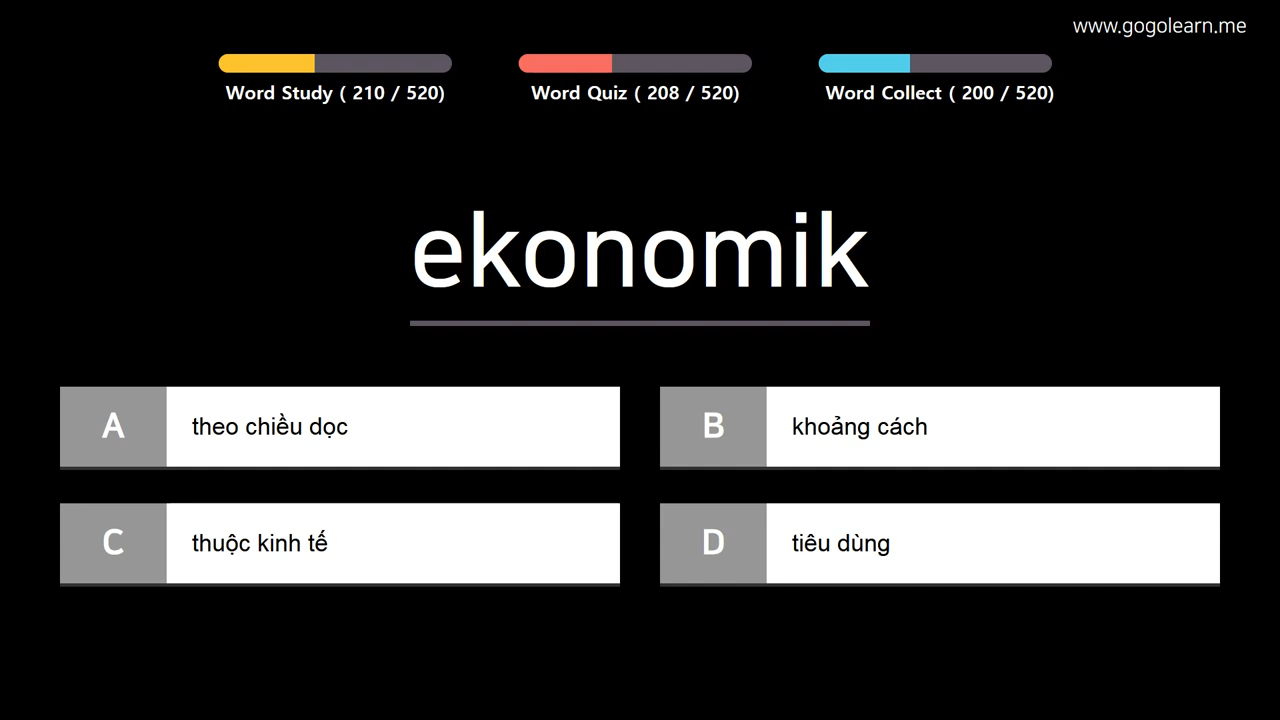 www.gogolearn.me
Word Study ( 210 / 520)
Word Quiz ( 208 / 520)
Word Collect ( 200 / 520)
ekonomik
A theo chiều dọc
B khoảng cách
C thuộc kinh tế
D tiêu dùng